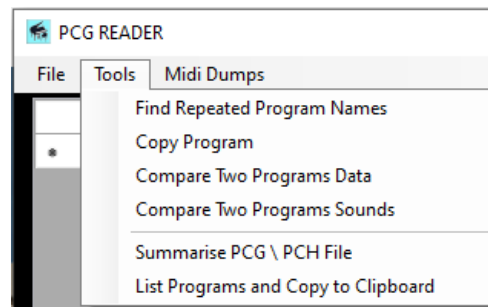 PCG READER
File Tools Midi Dumps
Find Repeated Program Names
Copy Program
Compare Two Programs Data
Compare Two Programs Sounds
Summarise PCG \ PCH File
List Programs and Copy to Clipboard